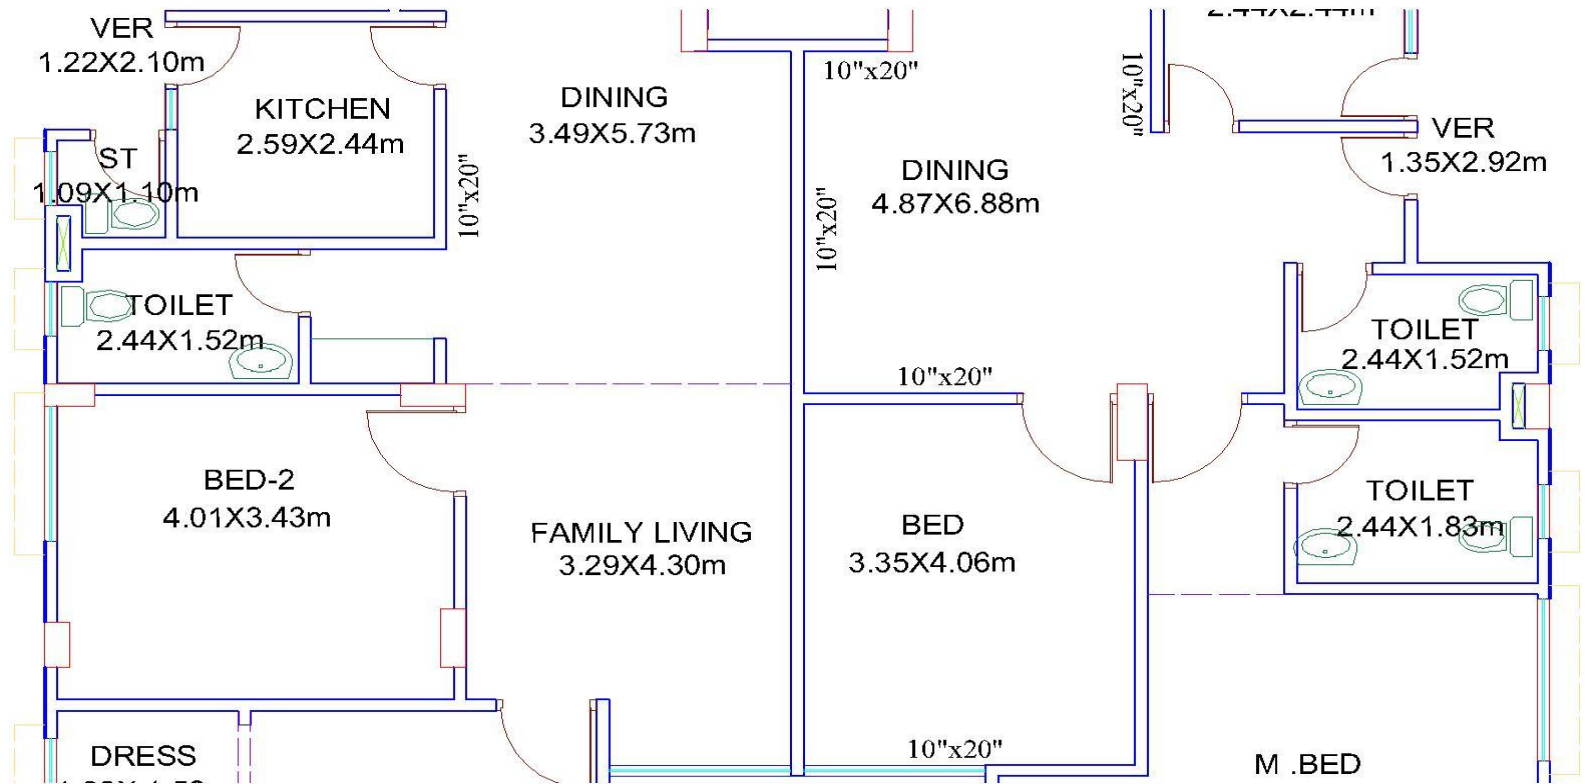 VER
1.22X2.10m
KITCHEN
2.59X2.44m
DINING
3.49X5.73m
10"x20"
10"x20"
2.44X2.44m
VER
1.35X2.92m
ST
1.09X1.10m
10"x20"
DINING
4.87X6.88m
10"x20"
TOILET
2.44X1.52m
TOILET
2.44X1.52m
10"x20"
BED-2
4.01X3.43m
FAMILY LIVING
3.29X4.30m
BED
3.35X4.06m
TOILET
2.44X1.83m
DRESS
10"x20"
M .BED